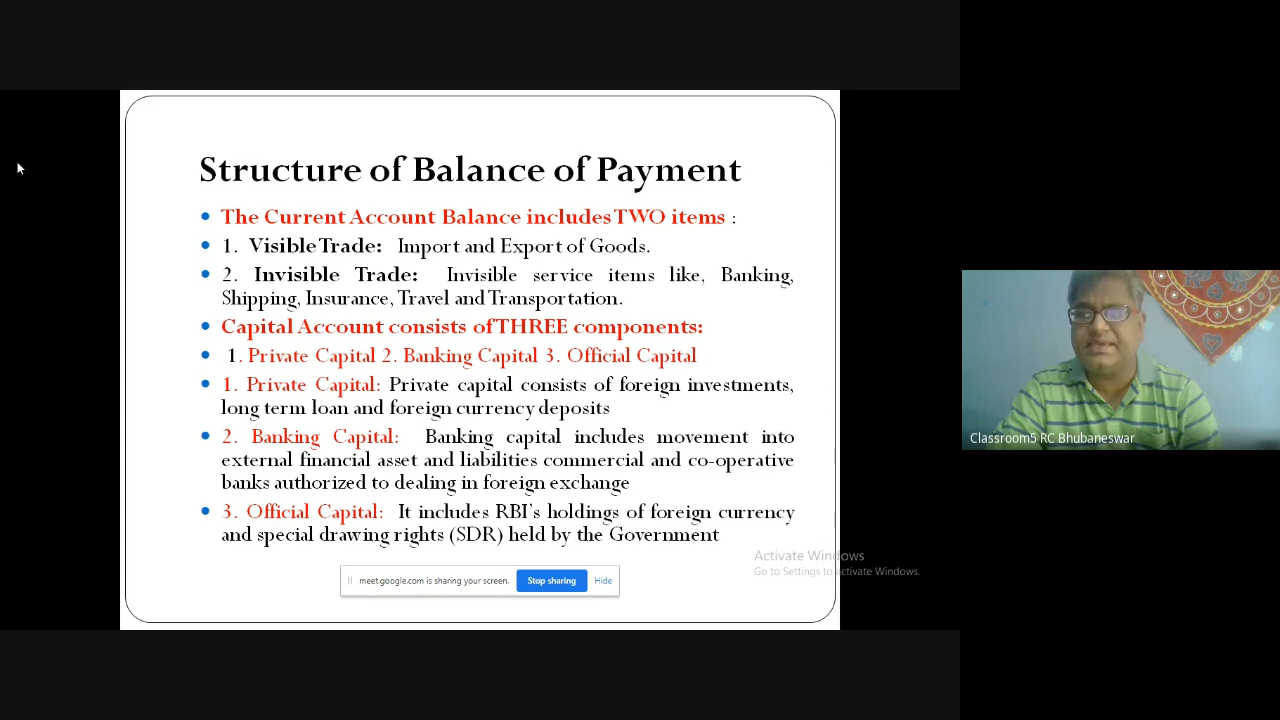 Structure of Balance of Payment
The Current Account Balance includes TWO items :
1. Visible Trade: Import and Export of Goods.
2. Invisible Trade: Invisible service items like, Banking,
Shipping, Insurance, Travel and Transportation.
Capital Account consists of THREE components:
1. Private Capital 2. Banking Capital 3. Official Capital
1. Private Capital: Private capital consists of foreign investments,
long term loan and foreign currency deposits
2. Banking Capital: Banking capital includes movement into
external financial asset and liabilities commercial and co-operative
banks authorized to dealing in foreign exchange
3. Official Capital: It includes RBI's holdings of foreign currency
and special drawing rights (SDR) held by the Government
meet.google.com is sharing your screen. Stop sharing Hide
Activate Windows
Go to Settings to activate Windows.
Classroom5 RC Bhubaneswar